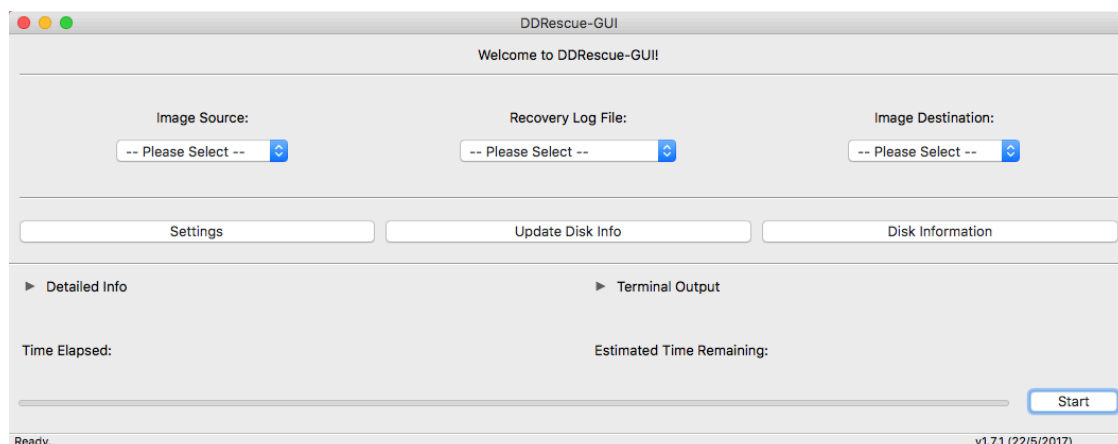 DDRescue-GUI
Welcome to DDRescue-GUI!
Image Source: Recovery Log File: Image Destination:
-- Please Select -- -- Please Select -- -- Please Select --
Settings Update Disk Info Disk Information
Detailed Info Terminal Output
Time Elapsed: Estimated Time Remaining:
Start
Ready. v1.7.1 (22/5/2017)